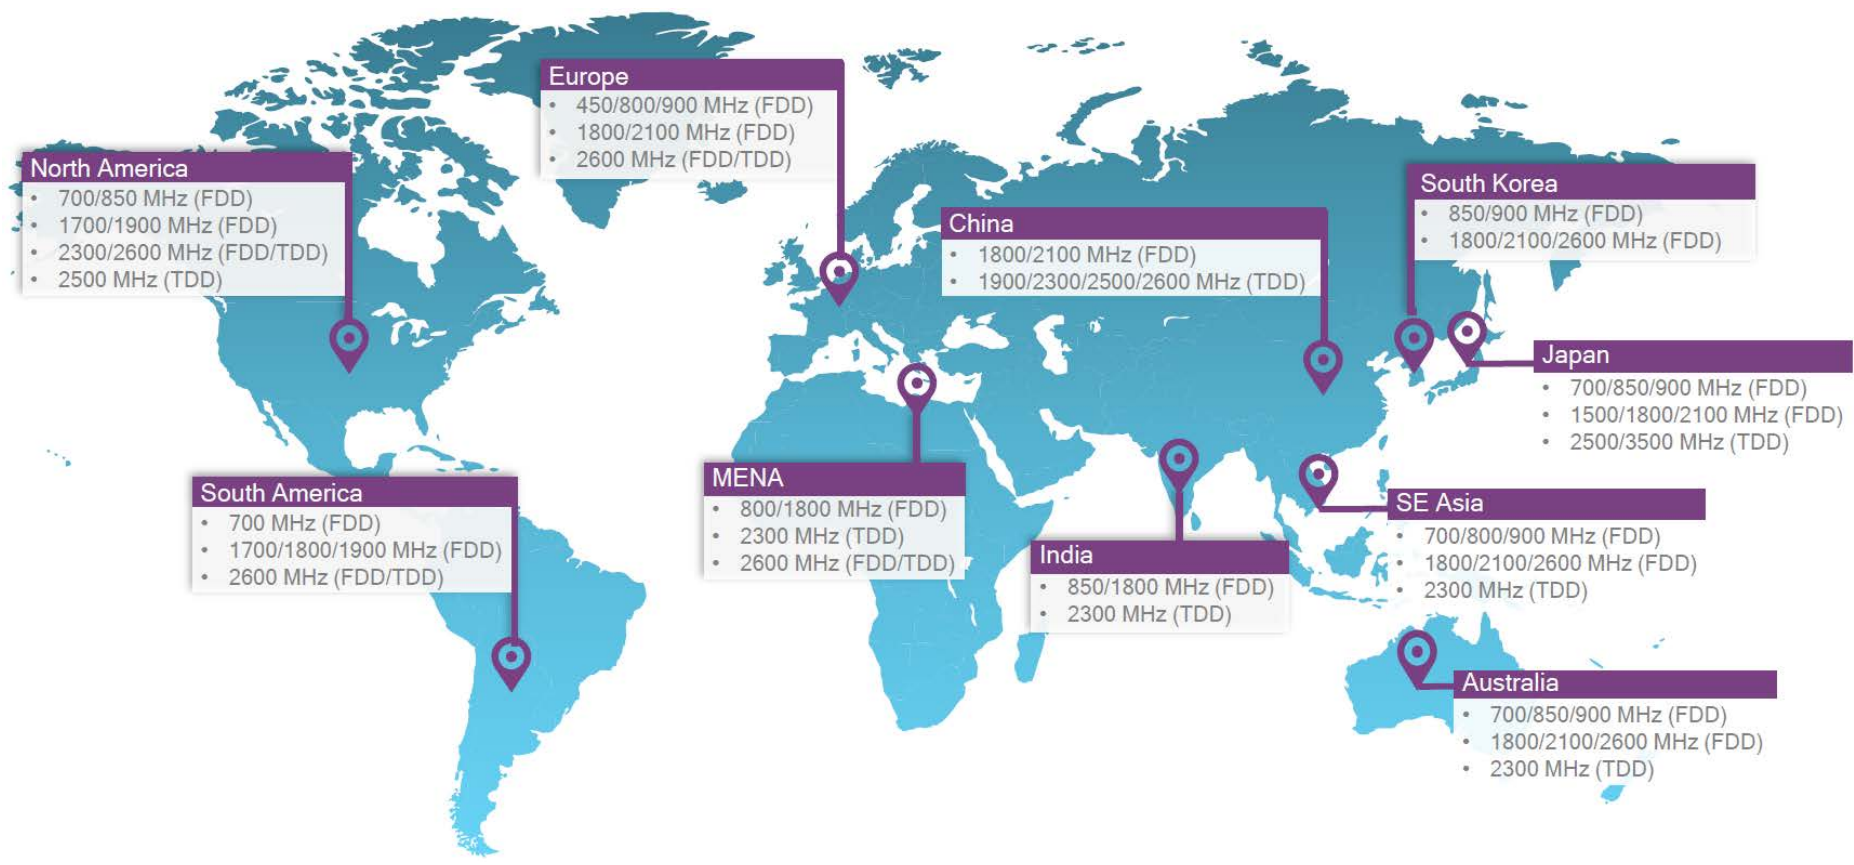 Europe
• 450/800/900 MHz (FDD)
• 1800/2100 MHz (FDD)
• 2600 MHz (FDD/TDD)
North America
• 700/850 MHz (FDD)
• 1700/1900 MHz (FDD)
• 2300/2600 MHz (FDD/TDD)
• 2500 MHz (TDD)
South Korea
• 850/900 MHz (FDD)
• 1800/2100/2600 MHz (FDD)
China
• 1800/2100 MHz (FDD)
• 1900/2300/2500/2600 MHz (TDD)
Japan
• 700/850/900 MHz (FDD)
• 1500/1800/2100 MHz (FDD)
• 2500/3500 MHz (TDD)
MENA
• 800/1800 MHz (FDD)
• 2300 MHz (TDD)
• 2600 MHz (FDD/TDD)
South America
• 700 MHz (FDD)
• 1700/1800/1900 MHz (FDD)
• 2600 MHz (FDD/TDD)
SE Asia
• 700/800/900 MHz (FDD)
• 1800/2100/2600 MHz (FDD)
• 2300 MHz (TDD)
India
• 850/1800 MHz (FDD)
• 2300 MHz (TDD)
Australia
• 700/850/900 MHz (FDD)
• 1800/2100/2600 MHz (FDD)
• 2300 MHz (TDD)